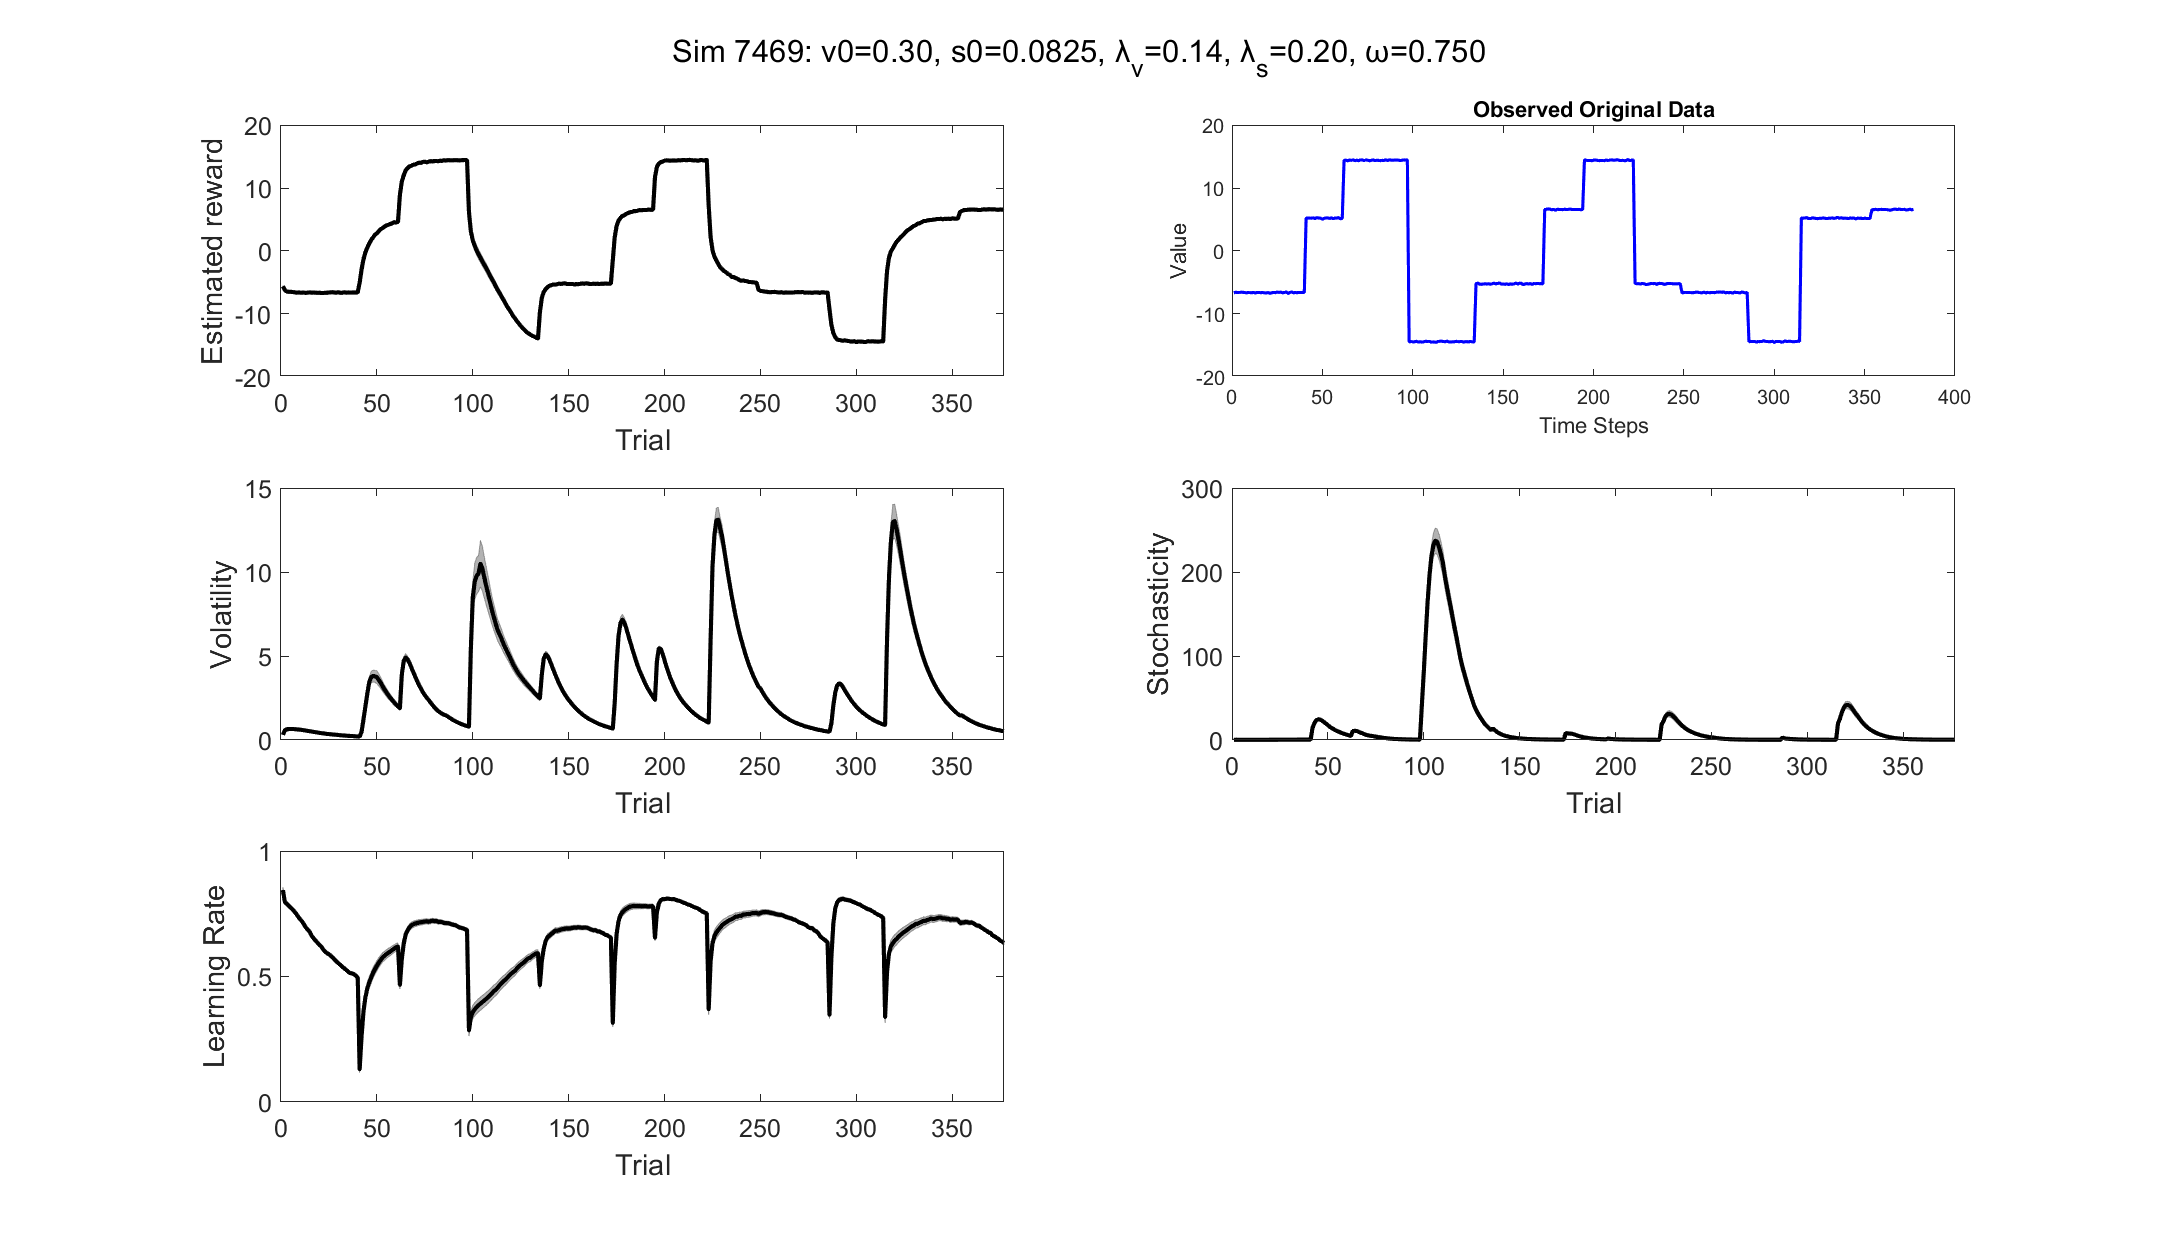 Sim 7469: v0=0.30, s0=0.0825, λv=0.14, λs=0.20, ω=0.750
20
10
0
-10
-20
0 50 100 150 200 250 300 350
Estimated reward
Trial
Observed Original Data
20
10
0
-10
-20
0 50 100 150 200 250 300 350 400
Value
Time Steps
15
10
5
0
0 50 100 150 200 250 300 350
Volatility
Trial
300
200
100
0
0 50 100 150 200 250 300 350
Stochasticity
Trial
1
0.5
0
0 50 100 150 200 250 300 350
Learning Rate
Trial